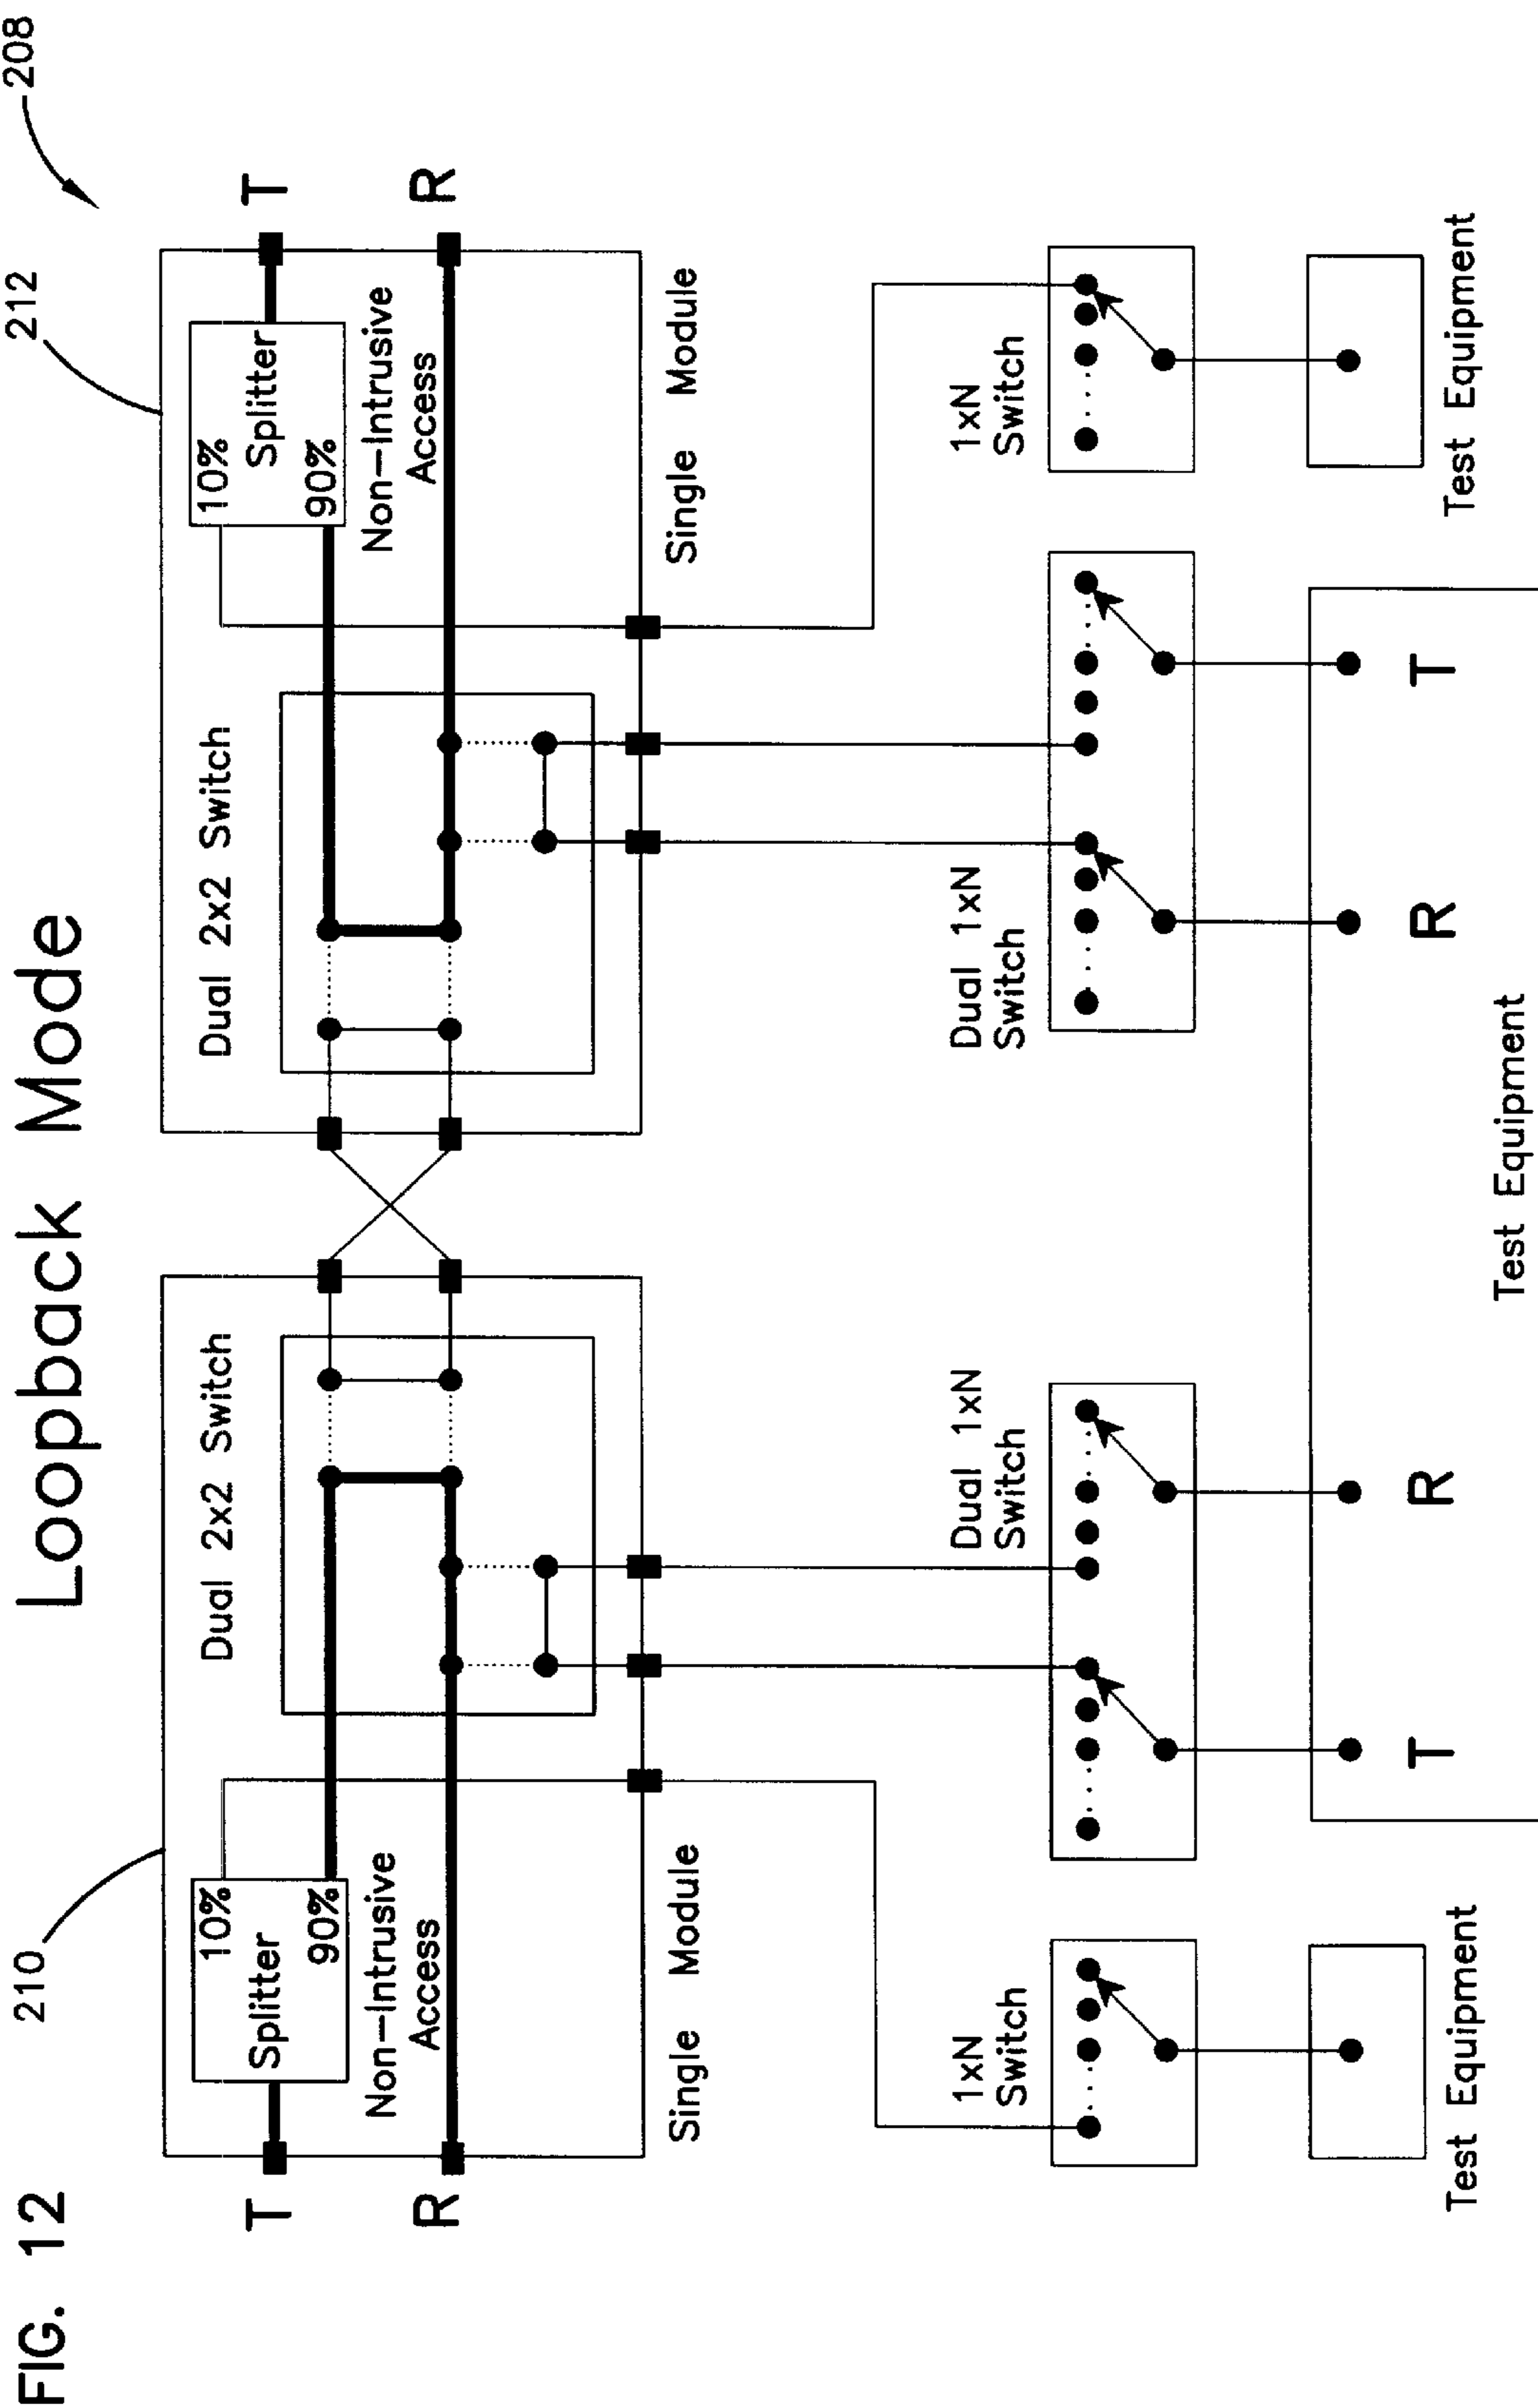 FIG. 12
Loopback Mode
208
210
212
T
Splitter
10%
90%
Dual 2x2 Switch
Non-Intrusive
Access
R
Single Module
Dual 2x2 Switch
10%
90%
Splitter
T
Non-Intrusive
Access
R
Single Module
1xN
Switch
Dual 1xN
Switch
Dual 1xN
Switch
1xN
Switch
T
R
R
T
Test Equipment
Test Equipment
Test Equipment